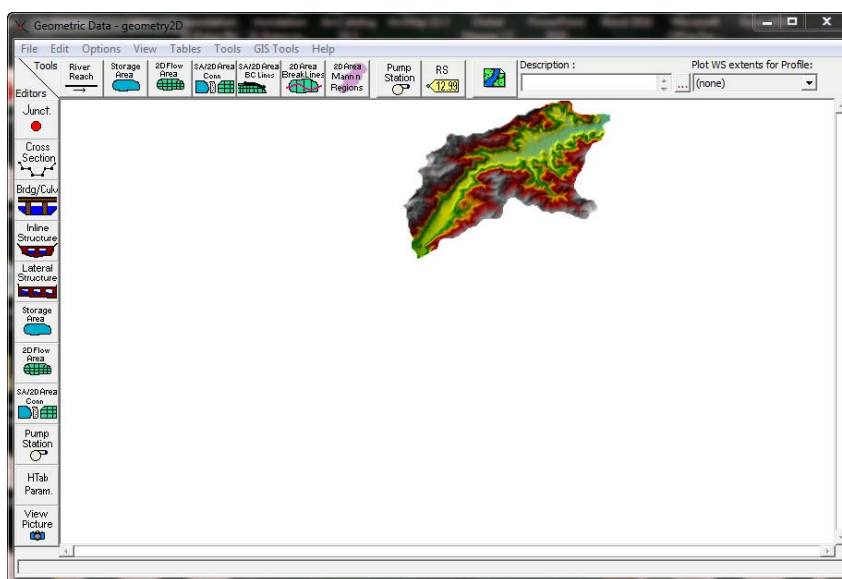 Geometric Data - geometry2D
File Edit Options View Tables Tools GIS Tools Help
Tools
Editors
River
Reach
Storage
Area
2D Flow
Area
SA/2D Area
Conn
SA/2D Area
BC Lines
2D Area
BreakLines
2D Area
Mann n
Regions
Pump
Station
RS
12.99
Description :
...
Plot WS extents for Profile:
(none)
Junct.
Cross
Section
Brdg/Culv
Inline
Structure
Lateral
Structure
Storage
Area
2D Flow
Area
SA/2D Area
Conn
Pump
Station
HTab
Param.
View
Picture